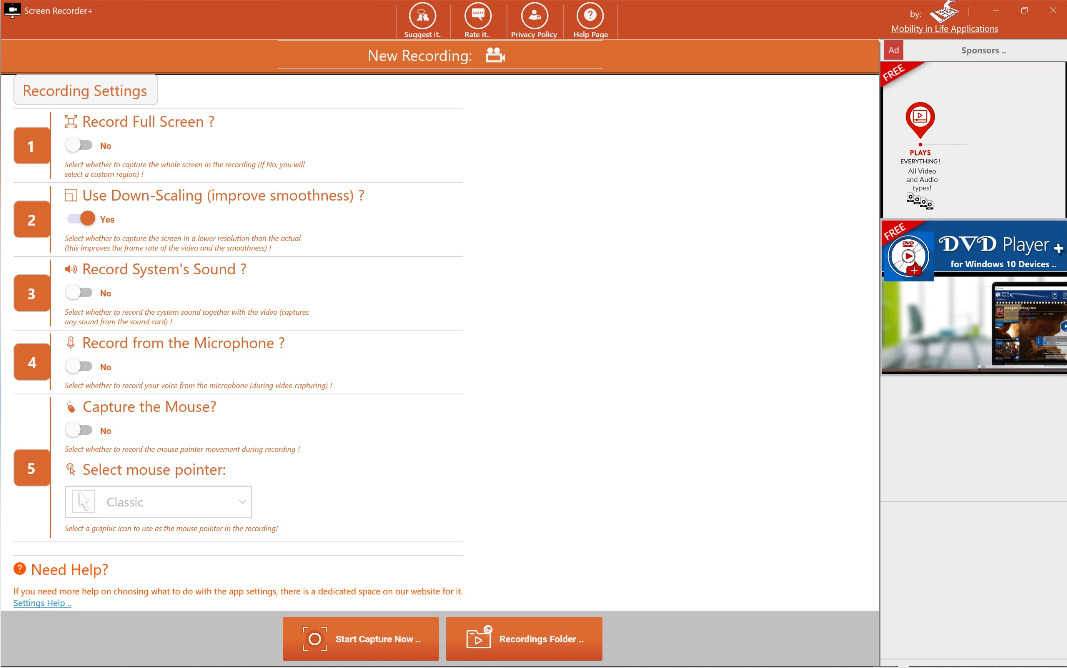 Screen Recorder+
Suggest it..
Rate it..
Privacy Policy
Help Page
by:
Mobility in Life Applications
New Recording:
Ad
Sponsors ..
Recording Settings
1
Record Full Screen ?
No
Select whether to capture the whole screen in the recording (if No, you will
select a custom region) !
2
Use Down-Scaling (improve smoothness) ?
Yes
Select whether to capture the screen in a lower resolution than the actual
(this improves the frame rate of the video and the smoothness) !
3
Record System's Sound ?
No
Select whether to record the system sound together with the video (captures
any sound from the sound card) !
4
Record from the Microphone ?
No
Select whether to record your voice from the microphone (during video capturing) !
5
Capture the Mouse?
No
Select whether to record the mouse pointer movement during recording !
Select mouse pointer:
Classic
Select a graphic icon to use as the mouse pointer in the recording!
Need Help?
If you need more help on choosing what to do with the app settings, there is a dedicated space on our website for it.
Settings Help ..
Start Capture Now ..
Recordings Folder ..
FREE
PLAYS
EVERYTHING!
All Video
and Audio
types!
FREE
DVD
DVD Player +
for Windows 10 Devices ..